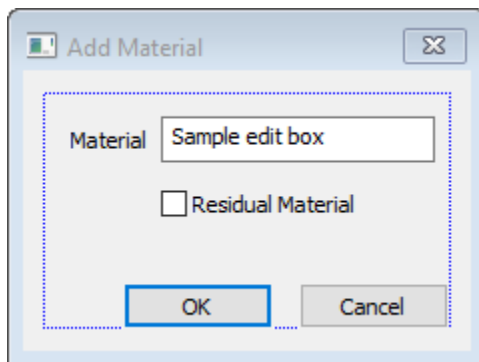 Add Material
Material Sample edit box
Residual Material
OK Cancel